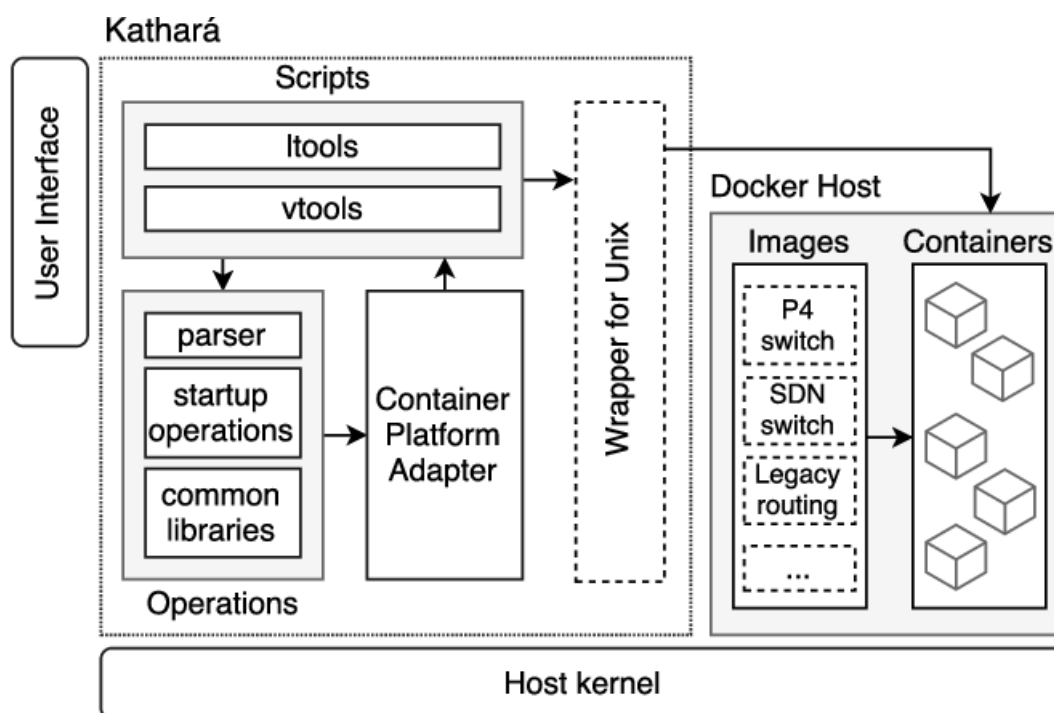 Kathará
User Interface
Scripts
ltools
vtools
parser
startup
operations
common
libraries
Operations
Container
Platform
Adapter
Wrapper for Unix
Docker Host
Images
P4
switch
SDN
switch
Legacy
routing
...
Containers
Host kernel